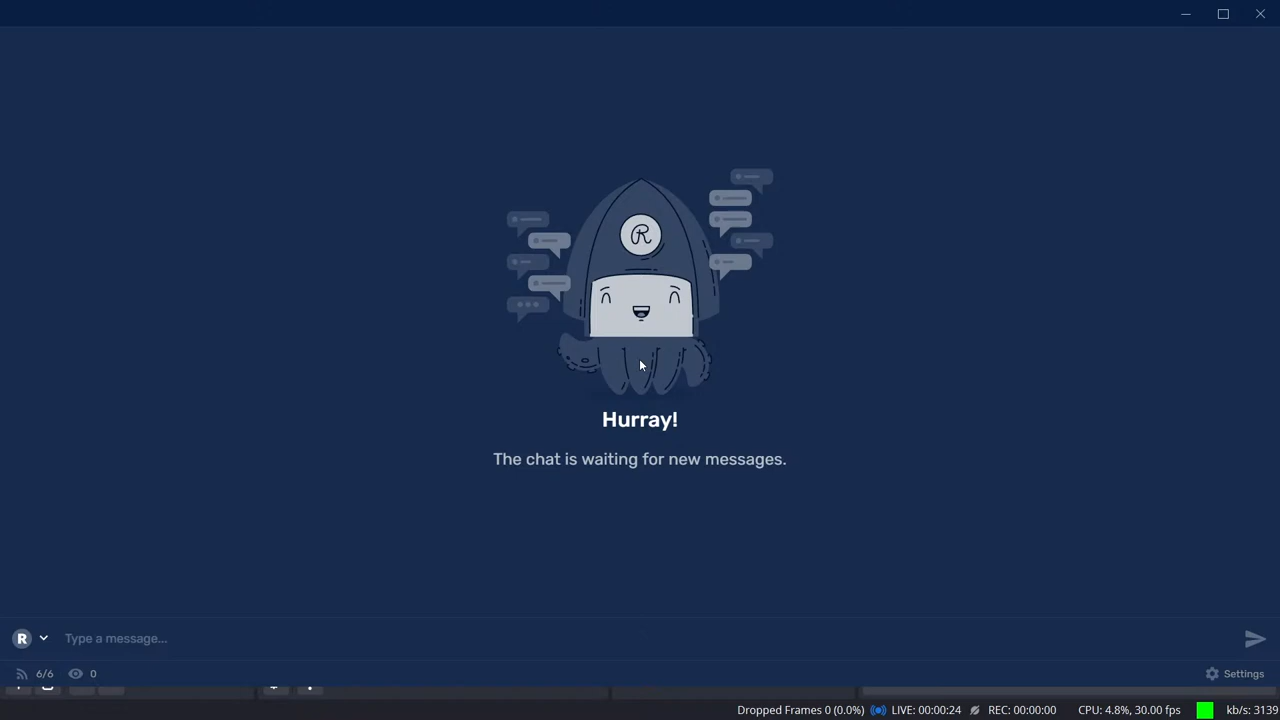 R
Hurray!
The chat is waiting for new messages.
R
Type a message...
6/6
0
Settings
Dropped Frames 0 (0.0%)
LIVE: 00:00:24
REC: 00:00:00
CPU: 4.8%, 30.00 fps
kb/s: 3139